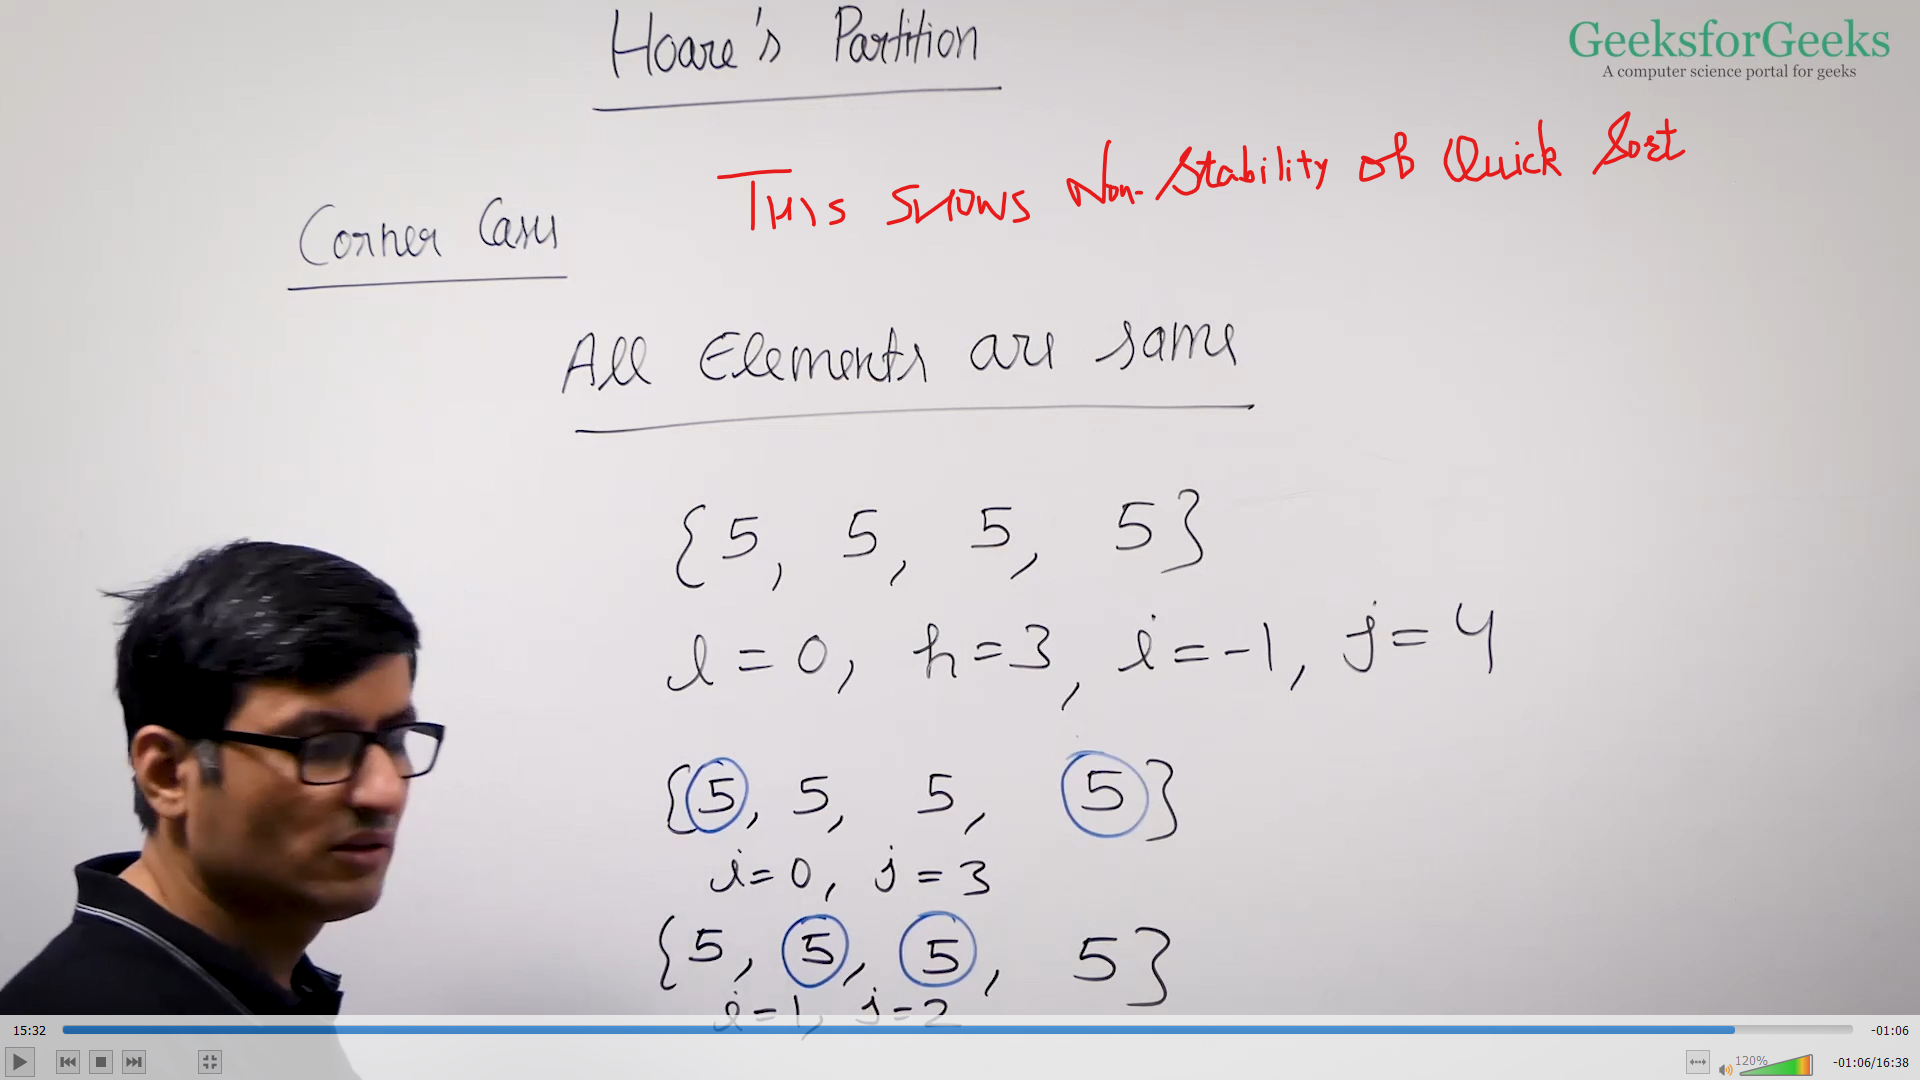 Hoare's Partition
GeeksforGeeks
A computer science portal for geeks
This shows Non-Stability of Quick Sort
Corner Cases
All Elements are same
{5, 5, 5, 5}
l = 0, h = 3, i = -1, j = 4
{5, 5, 5, 5}
i = 0, j = 3
{5, 5, 5, 5}
i = 1, j = 2
15:32
-01:06
120%
-01:06/16:38